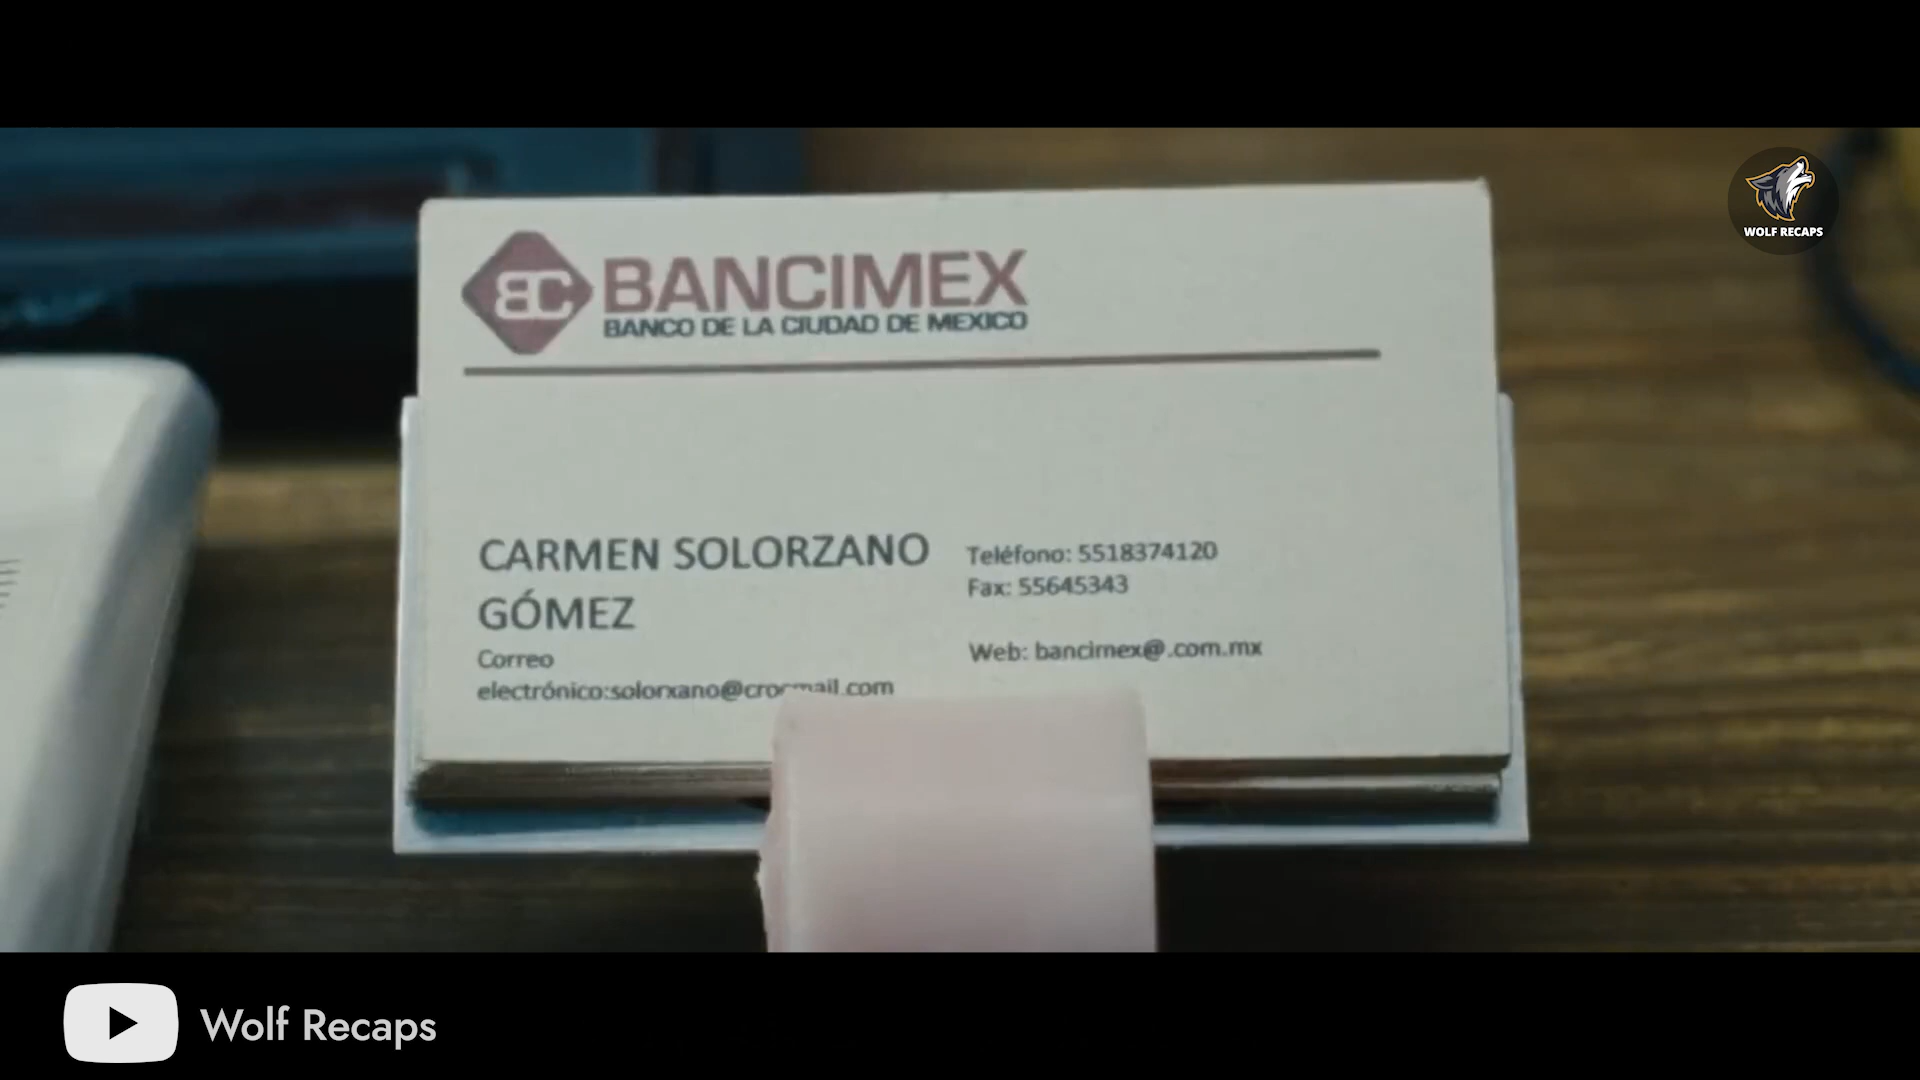 WOLF RECAPS
BC BANCIMEX
BANCO DE LA CIUDAD DE MEXICO
CARMEN SOLORZANO
GÓMEZ
Correo
Teléfono: 5518374120
Fax: 55645343
Web: bancimex@.com.mx
Wolf Recaps